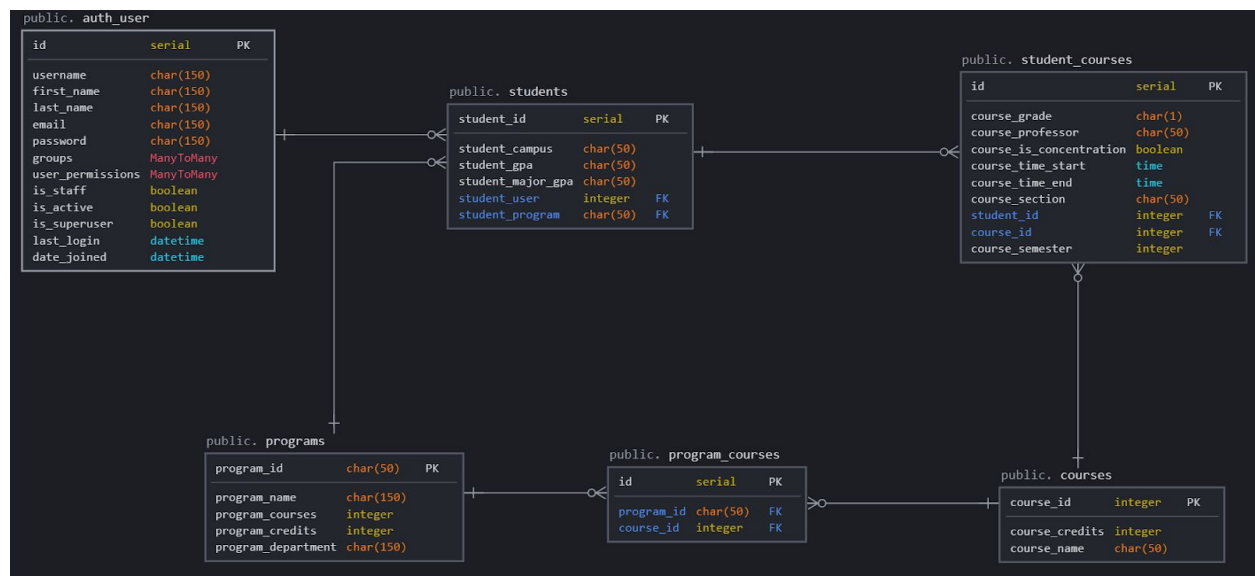 public. auth_user
id serial PK
username char(150)
first_name char(150)
last_name char(150)
email char(150)
password char(150)
groups ManyToMany
user_permissions ManyToMany
is_staff boolean
is_active boolean
is_superuser boolean
last_login datetime
date_joined datetime
public. students
student_id serial PK
student_campus char(50)
student_gpa char(50)
student_major_gpa char(50)
student_user integer FK
student_program char(50) FK
public. student_courses
id serial PK
course_grade char(1)
course_professor char(50)
course_is_concentration boolean
course_time_start time
course_time_end time
course_section char(50)
student_id integer FK
course_id integer FK
course_semester integer
public. programs
program_id char(50) PK
program_name char(150)
program_courses integer
program_credits integer
program_department char(150)
public. program_courses
id serial PK
program_id char(50) FK
course_id integer FK
public. courses
course_id integer PK
course_credits integer
course_name char(50)